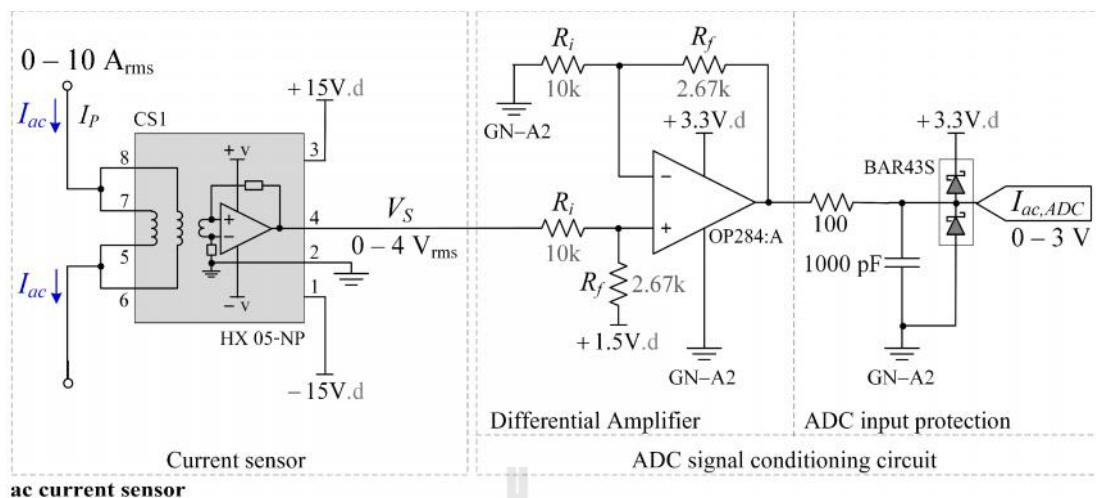 0 – 10 Arms
Iac
IP
CS1
+15V.d
8
7
5
6
3
4
2
1
+ v
+
–
– v
HX 05-NP
–15V.d
Iac
VS
0 – 4 Vrms
Current sensor
Ri
10k
Rf
2.67k
GN–A2
+3.3V.d
–
+
OP284:A
Ri
10k
Rf
2.67k
+1.5V.d
GN–A2
Differential Amplifier
+3.3V.d
BAR43S
100
1000 pF
Iac,ADC
0 – 3 V
GN–A2
ADC input protection
ADC signal conditioning circuit
ac current sensor